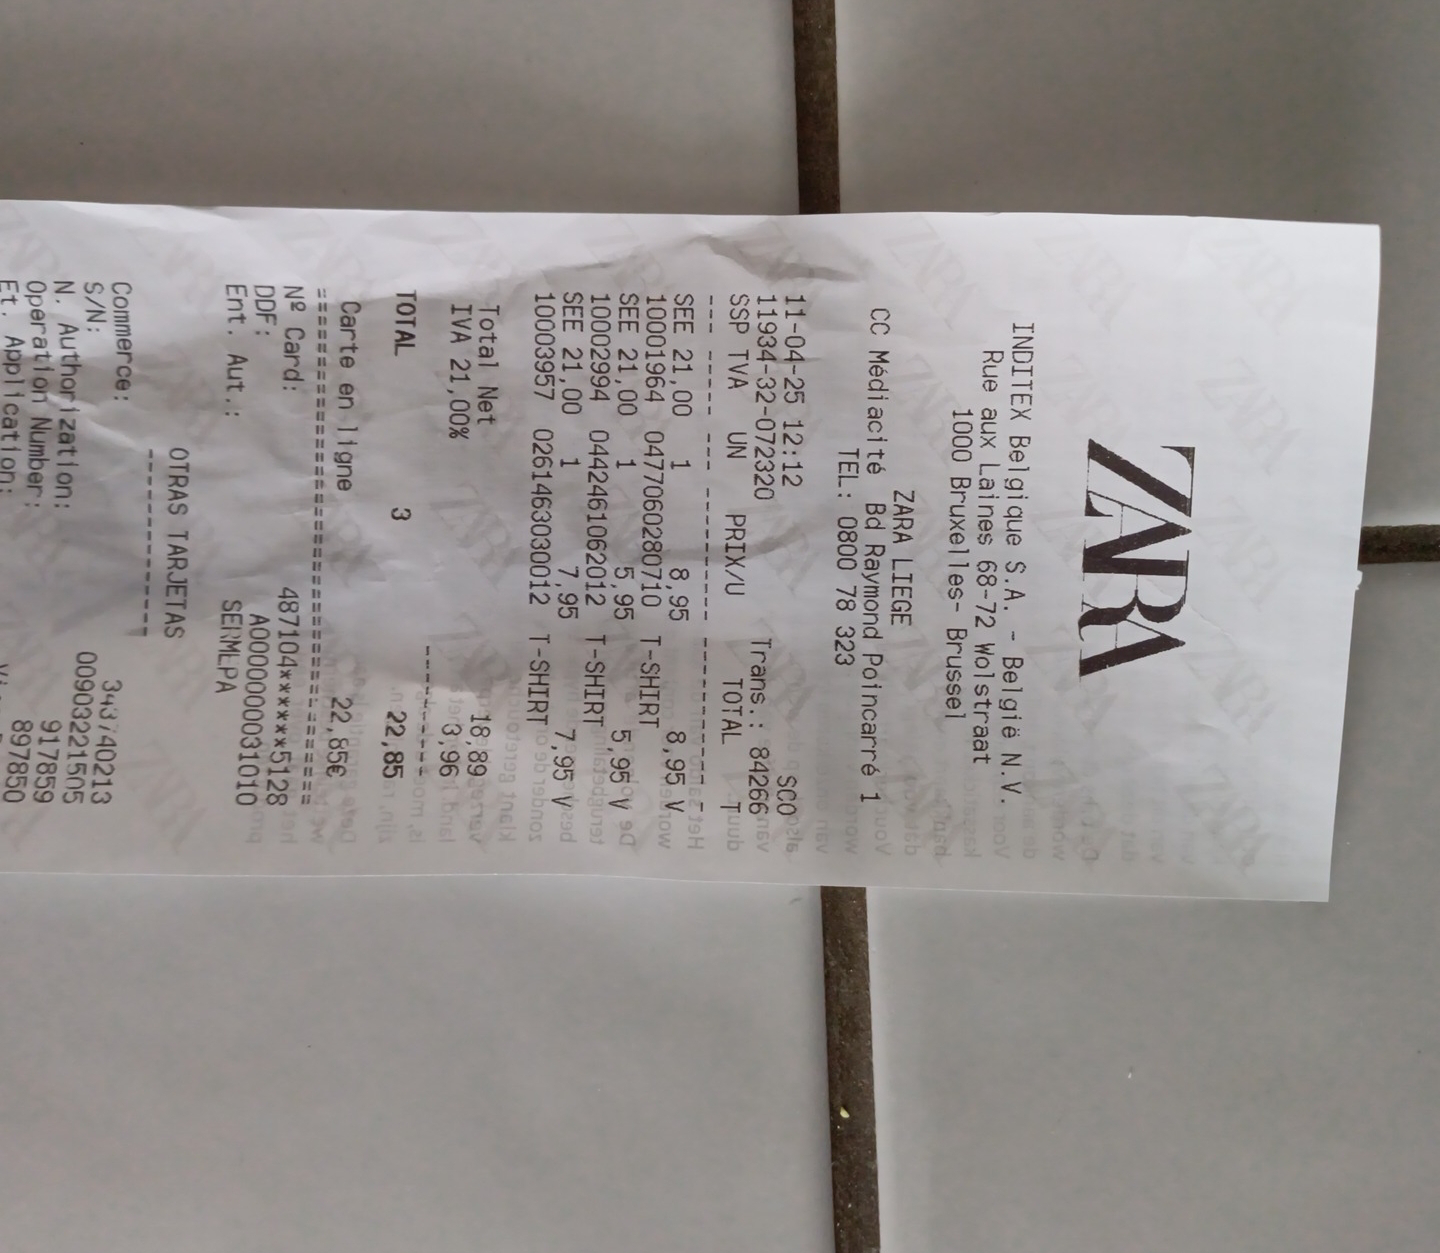 ZARA
INDITEX Belgique S.A. - België N.V.
Rue aux Laines 68-72 Wolstraat
1000 Bruxelles- Brussel
ZARA LIEGE
CC Médiacité Bd Raymond Poincarré 1
TEL: 0800 78 323
11-04-25 12:12 SCO
11934-32-072320 Trans.: 84266
SSP TVA UN PRIX/U TOTAL T
--- ----- --- ---------- ---------- -
SEE 21,00 1 8,95 8,95 V
10001964 0477060280710 T-SHIRT
SEE 21,00 1 5,95 5,95 V
10002994 0442461062012 T-SHIRT
SEE 21,00 1 7,95 7,95 V
10003957 0261463030012 T-SHIRT
Total Net 18,89
IVA 21,00% 3,96
----------
TOTAL 3 22,85
Carte en ligne 22,85€
=====================================
Nº Card: 487104*******5128
DDF: A0000000031010
Ent. Aut.: SERMEPA
OTRAS TARJETAS
--------------
Commerce: 343740213
S/N: 00903221505
N. Authorization: 917859
Operation Number: 897850
Et. Application: